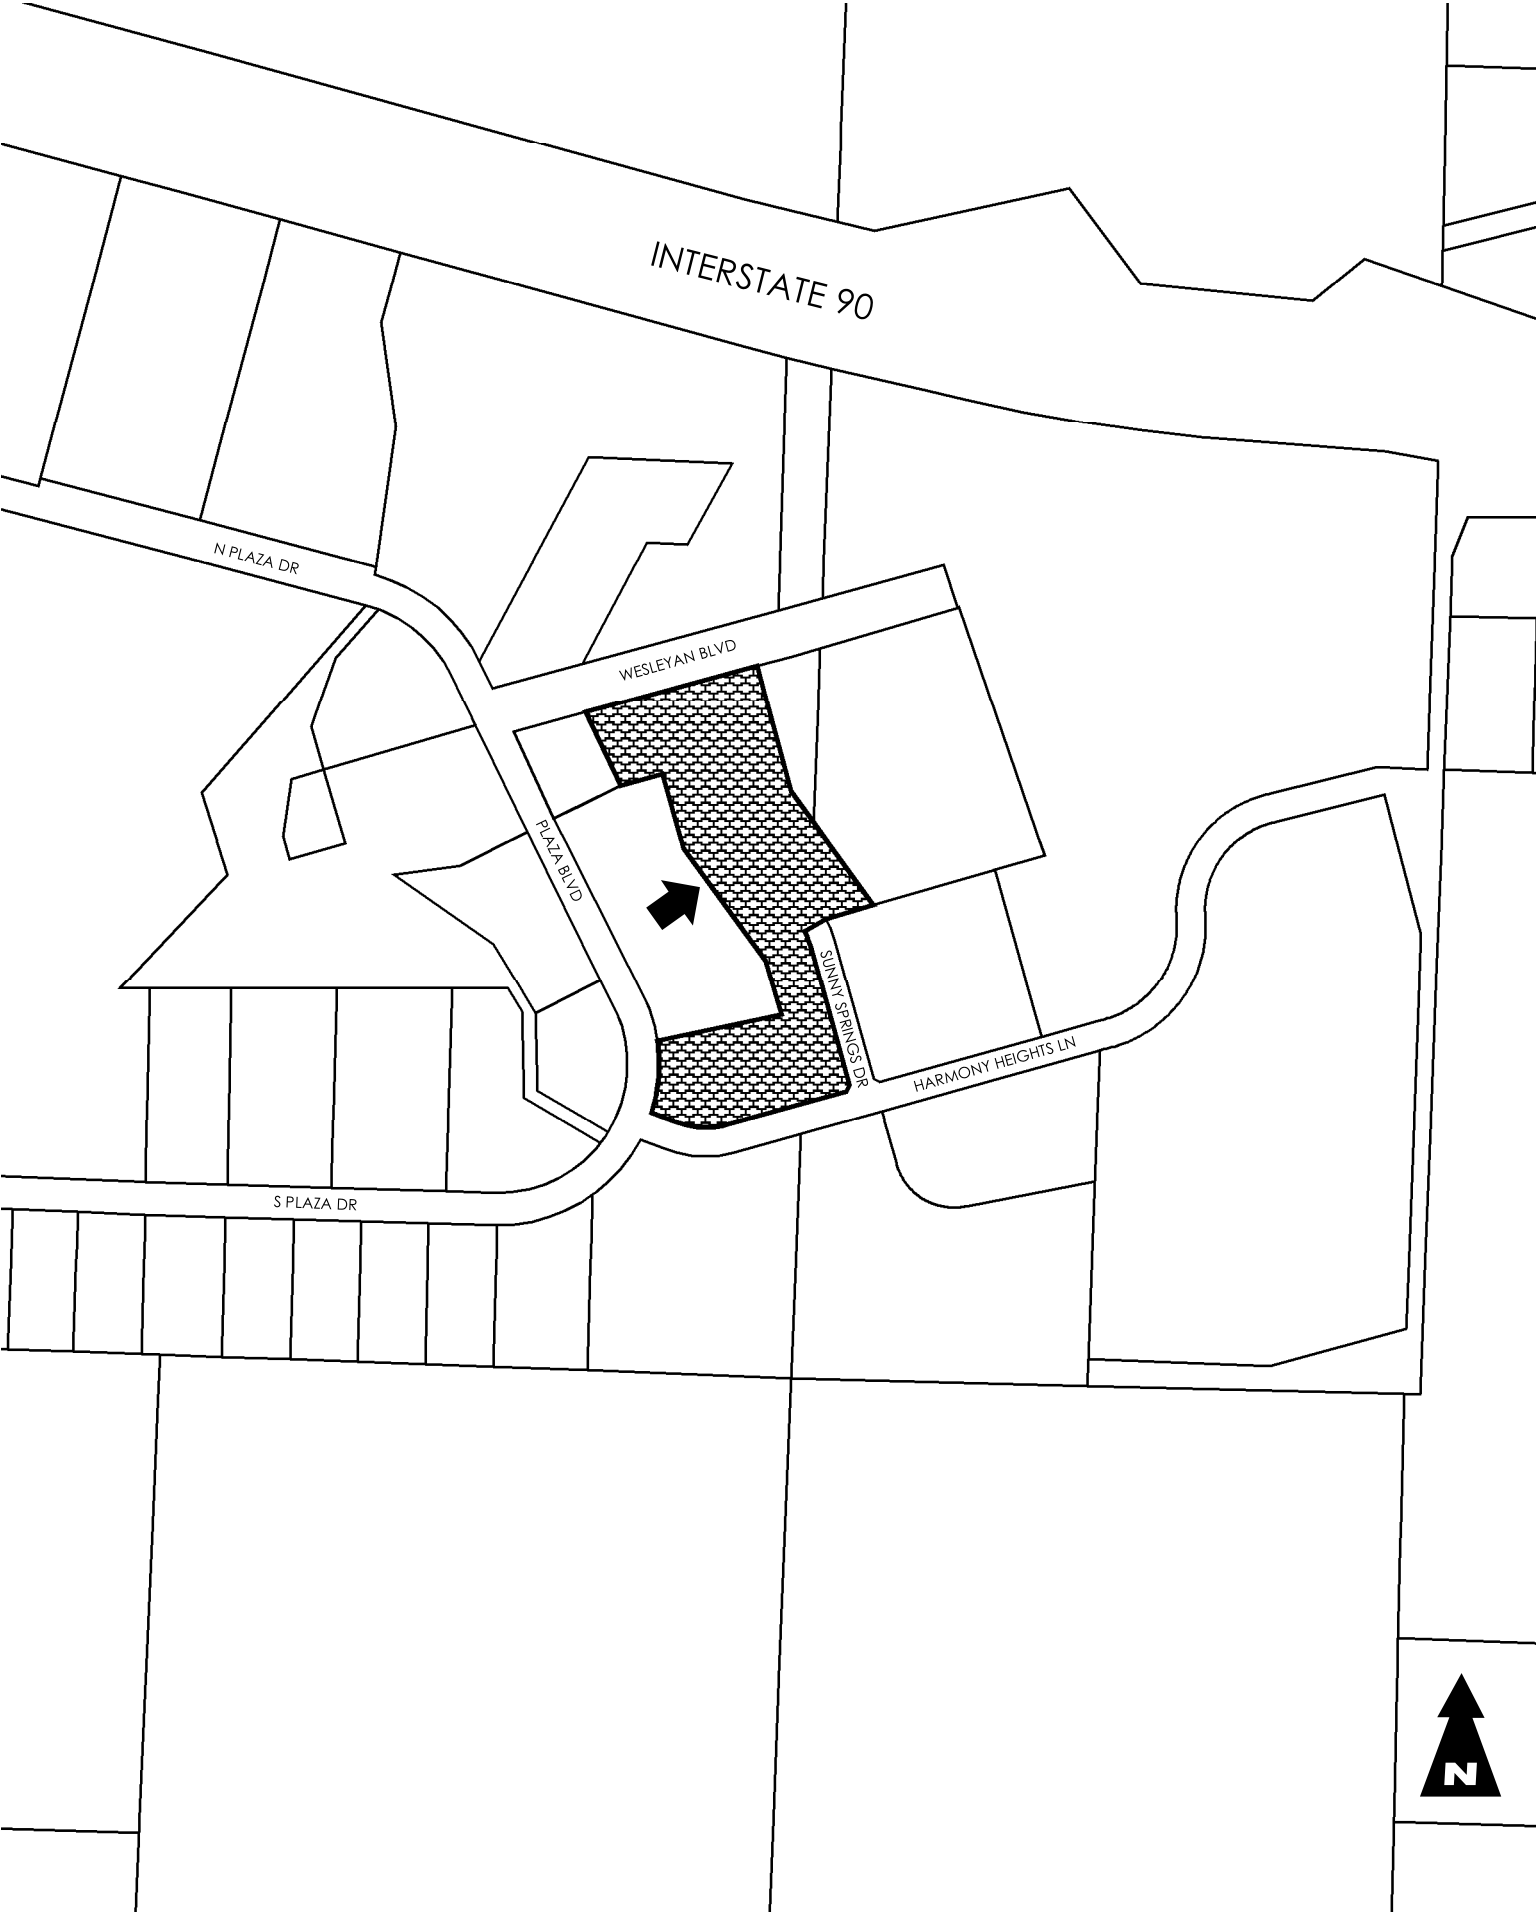 INTERSTATE 90
N PLAZA DR
WESLEYAN BLVD
PLAZA BLVD
SUNNY SPRINGS DR
HARMONY HEIGHTS LN
S PLAZA DR
N